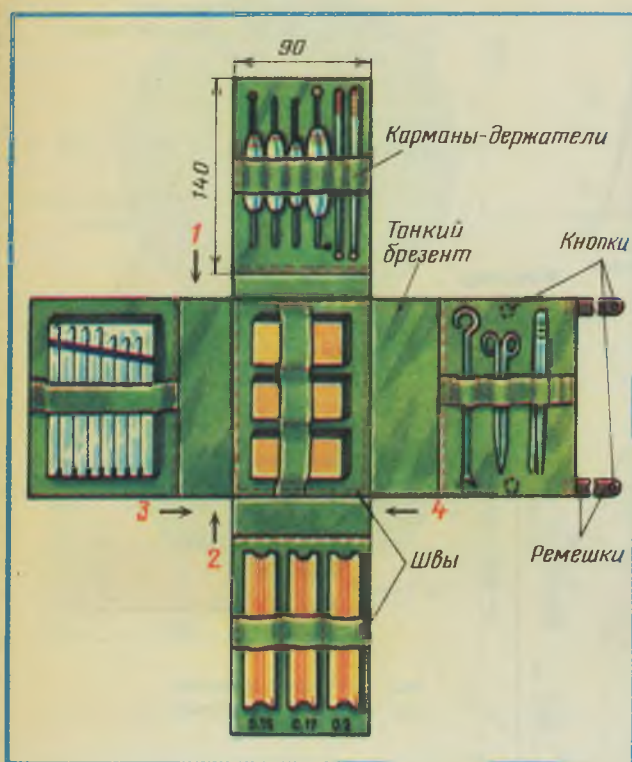 90
Карманы-держатели
140
1
Тонкий
брезент
Кнопки
3
2
4
Швы
Ремешки
0,15 0,17 0,2